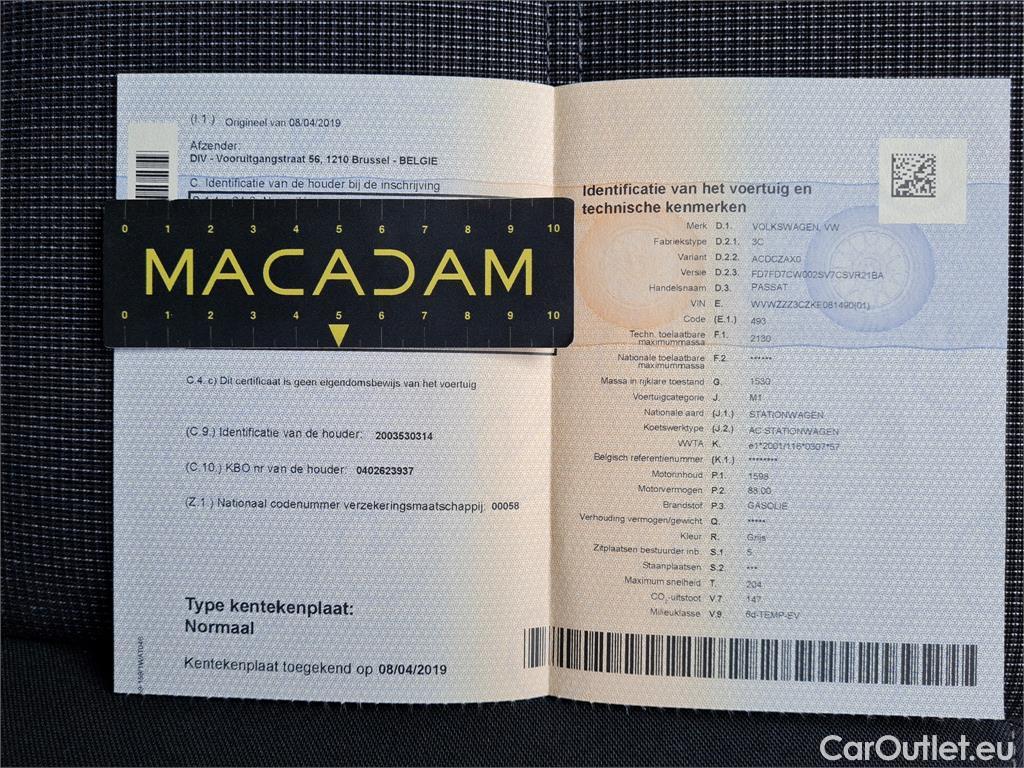 (I.1.) Origineel van 08/04/2019
Afzender:
DIV - Vooruitgangstraat 56, 1210 Brussel - BELGIE
C. Identificatie van de houder bij de inschrijving
0 1 2 3 4 5 6 7 8 9 10
MACADAM
0 1 2 3 4 5 6 7 8 9 10
C.4. c) Dit certificaat is geen eigendomsbewijs van het voertuig
(C.9.) Identificatie van de houder: 2003530314
(C.10.) KBO nr van de houder: 0402623937
(Z.1.) Nationaal codenummer verzekeringsmaatschappij: 00058
Type kentekenplaat:
Normaal
Kentekenplaat toegekend op 08/04/2019
Identificatie van het voertuig en
technische kenmerken
Merk D.1. VOLKSWAGEN, VW
Fabriekstype D.2.1. 3C
Variant D.2.2. ACDCZAX0
Versie D.2.3. FD7FD7CW002SV7CSVR21BA
Handelsnaam D.3. PASSAT
VIN E. WVWZZZ3CZKE081490(01)
Code (E.1.) 493
Techn. toelaatbare F.1. 2130
maximummassa
Nationale toelaatbare F.2. ******
maximummassa
Massa in rijklare toestand G. 1530
Voertuigcategorie J. M1
Nationale aard (J.1.) STATIONWAGEN
Koetswerktype (J.2.) AC STATIONWAGEN
WVTA K. e1*2001/116*0307*57
Belgisch referentienummer (K.1.) ********
Motorinhoud P.1. 1598
Motorvermogen P.2. 88.00
Brandstof P.3. GASOLIE
Verhouding vermogen/gewicht Q. *****
Kleur R. Grijs
Zitplaatsen bestuurder inb. S.1. 5
Staanplaatsen S.2. ***
Maximum snelheid T. 204
CO₂-uitstoot V.7. 147
Milieuklasse V.9. 6d-TEMP-EV
CarOutlet.eu